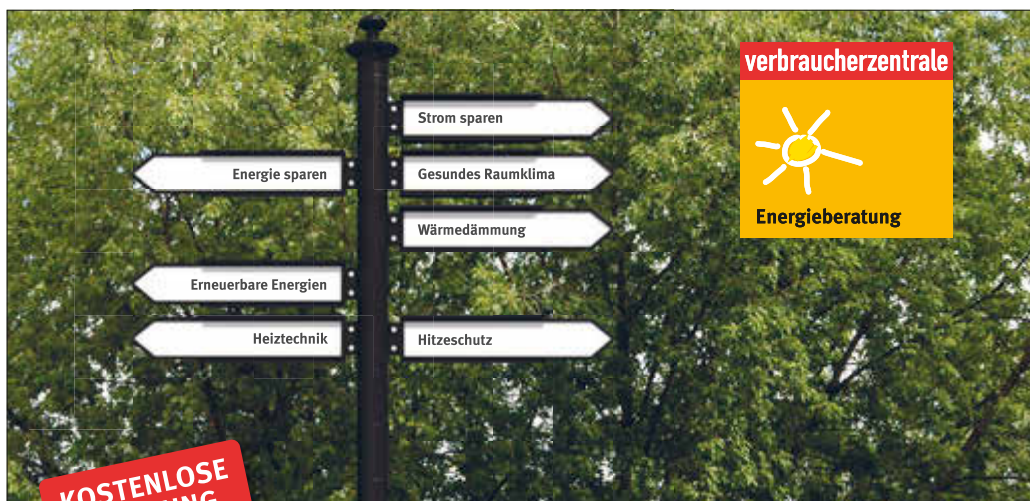 verbraucherzentrale
Energieberatung
Strom sparen
Energie sparen
Gesundes Raumklima
Wärmedämmung
Erneuerbare Energien
Heiztechnik
Hitzeschutz
KOSTENLOSE